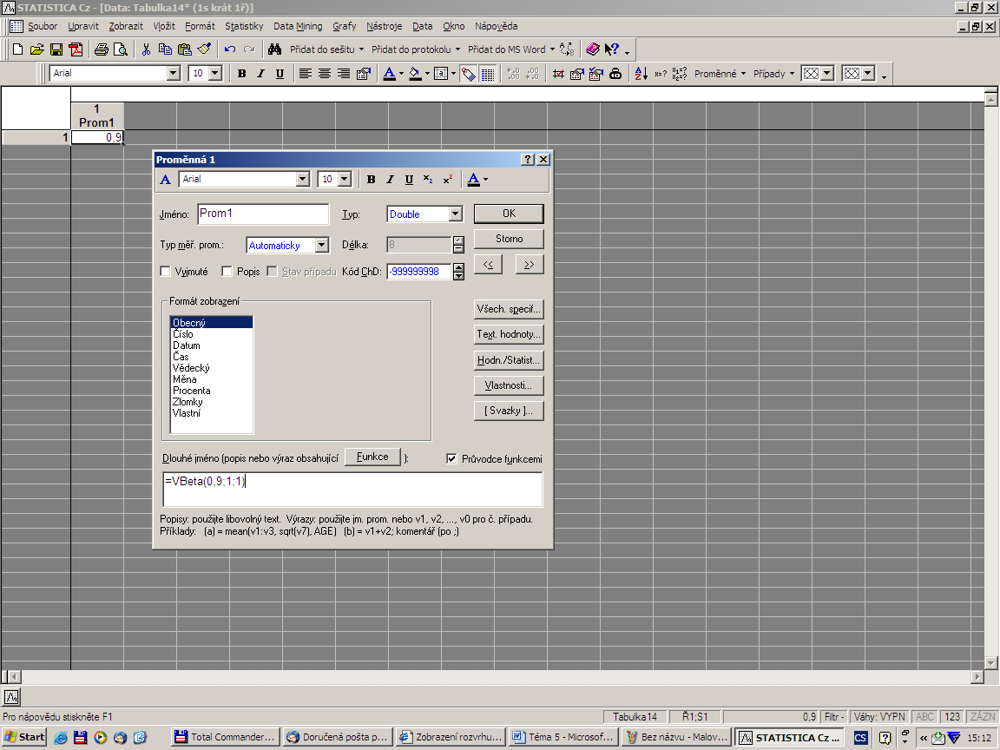 STATISTICA Cz - [Data: Tabulka14* (1s krát 1ř)]
Soubor Upravit Zobrazit Vložit Formát Statistiky Data Mining Grafy Nástroje Data Okno Nápověda
Přidat do sešitu Přidat do protokolu Přidat do MS Word
Arial 10 B I U A Proměnné Případy
1
Prom1
1 0,9
Proměnná 1
A Arial 10 B I U x₂ x² A
Jméno: Prom1 Typ: Double OK
Storno
Typ měř. prom.: Automaticky Délka: 8
<< >>
Vyjmuté Popis Stav případu Kód ChD: -999999998
Formát zobrazení
Obecný
Číslo
Datum
Čas
Vědecký
Měna
Procenta
Zlomky
Vlastní
Všech. specif...
Text. hodnoty...
Hodn./Statist...
Vlastnosti...
[ Svazky ]...
Dlouhé jméno (popis nebo výraz obsahující Funkce ): Průvodce funkcemi
=VBeta(0,9;1;1)
Popisy: použijte libovolný text. Výrazy: použijte jm. prom. nebo v1, v2, ..., v0 pro č. případu.
Příklady: (a) = mean(v1:v3, sqrt(v7), AGE) (b) = v1+v2; komentář (po ;)
Pro nápovědu stiskněte F1 Tabulka14 Ř1;S1 0,9 Filtr - Váhy: VYPN ABC 123 ZÁZN
Start Total Commander... Doručená pošta p... Zobrazení rozvrhu... Téma 5 - Microsof... Bez názvu - Malov... STATISTICA Cz ... CS « 15:12